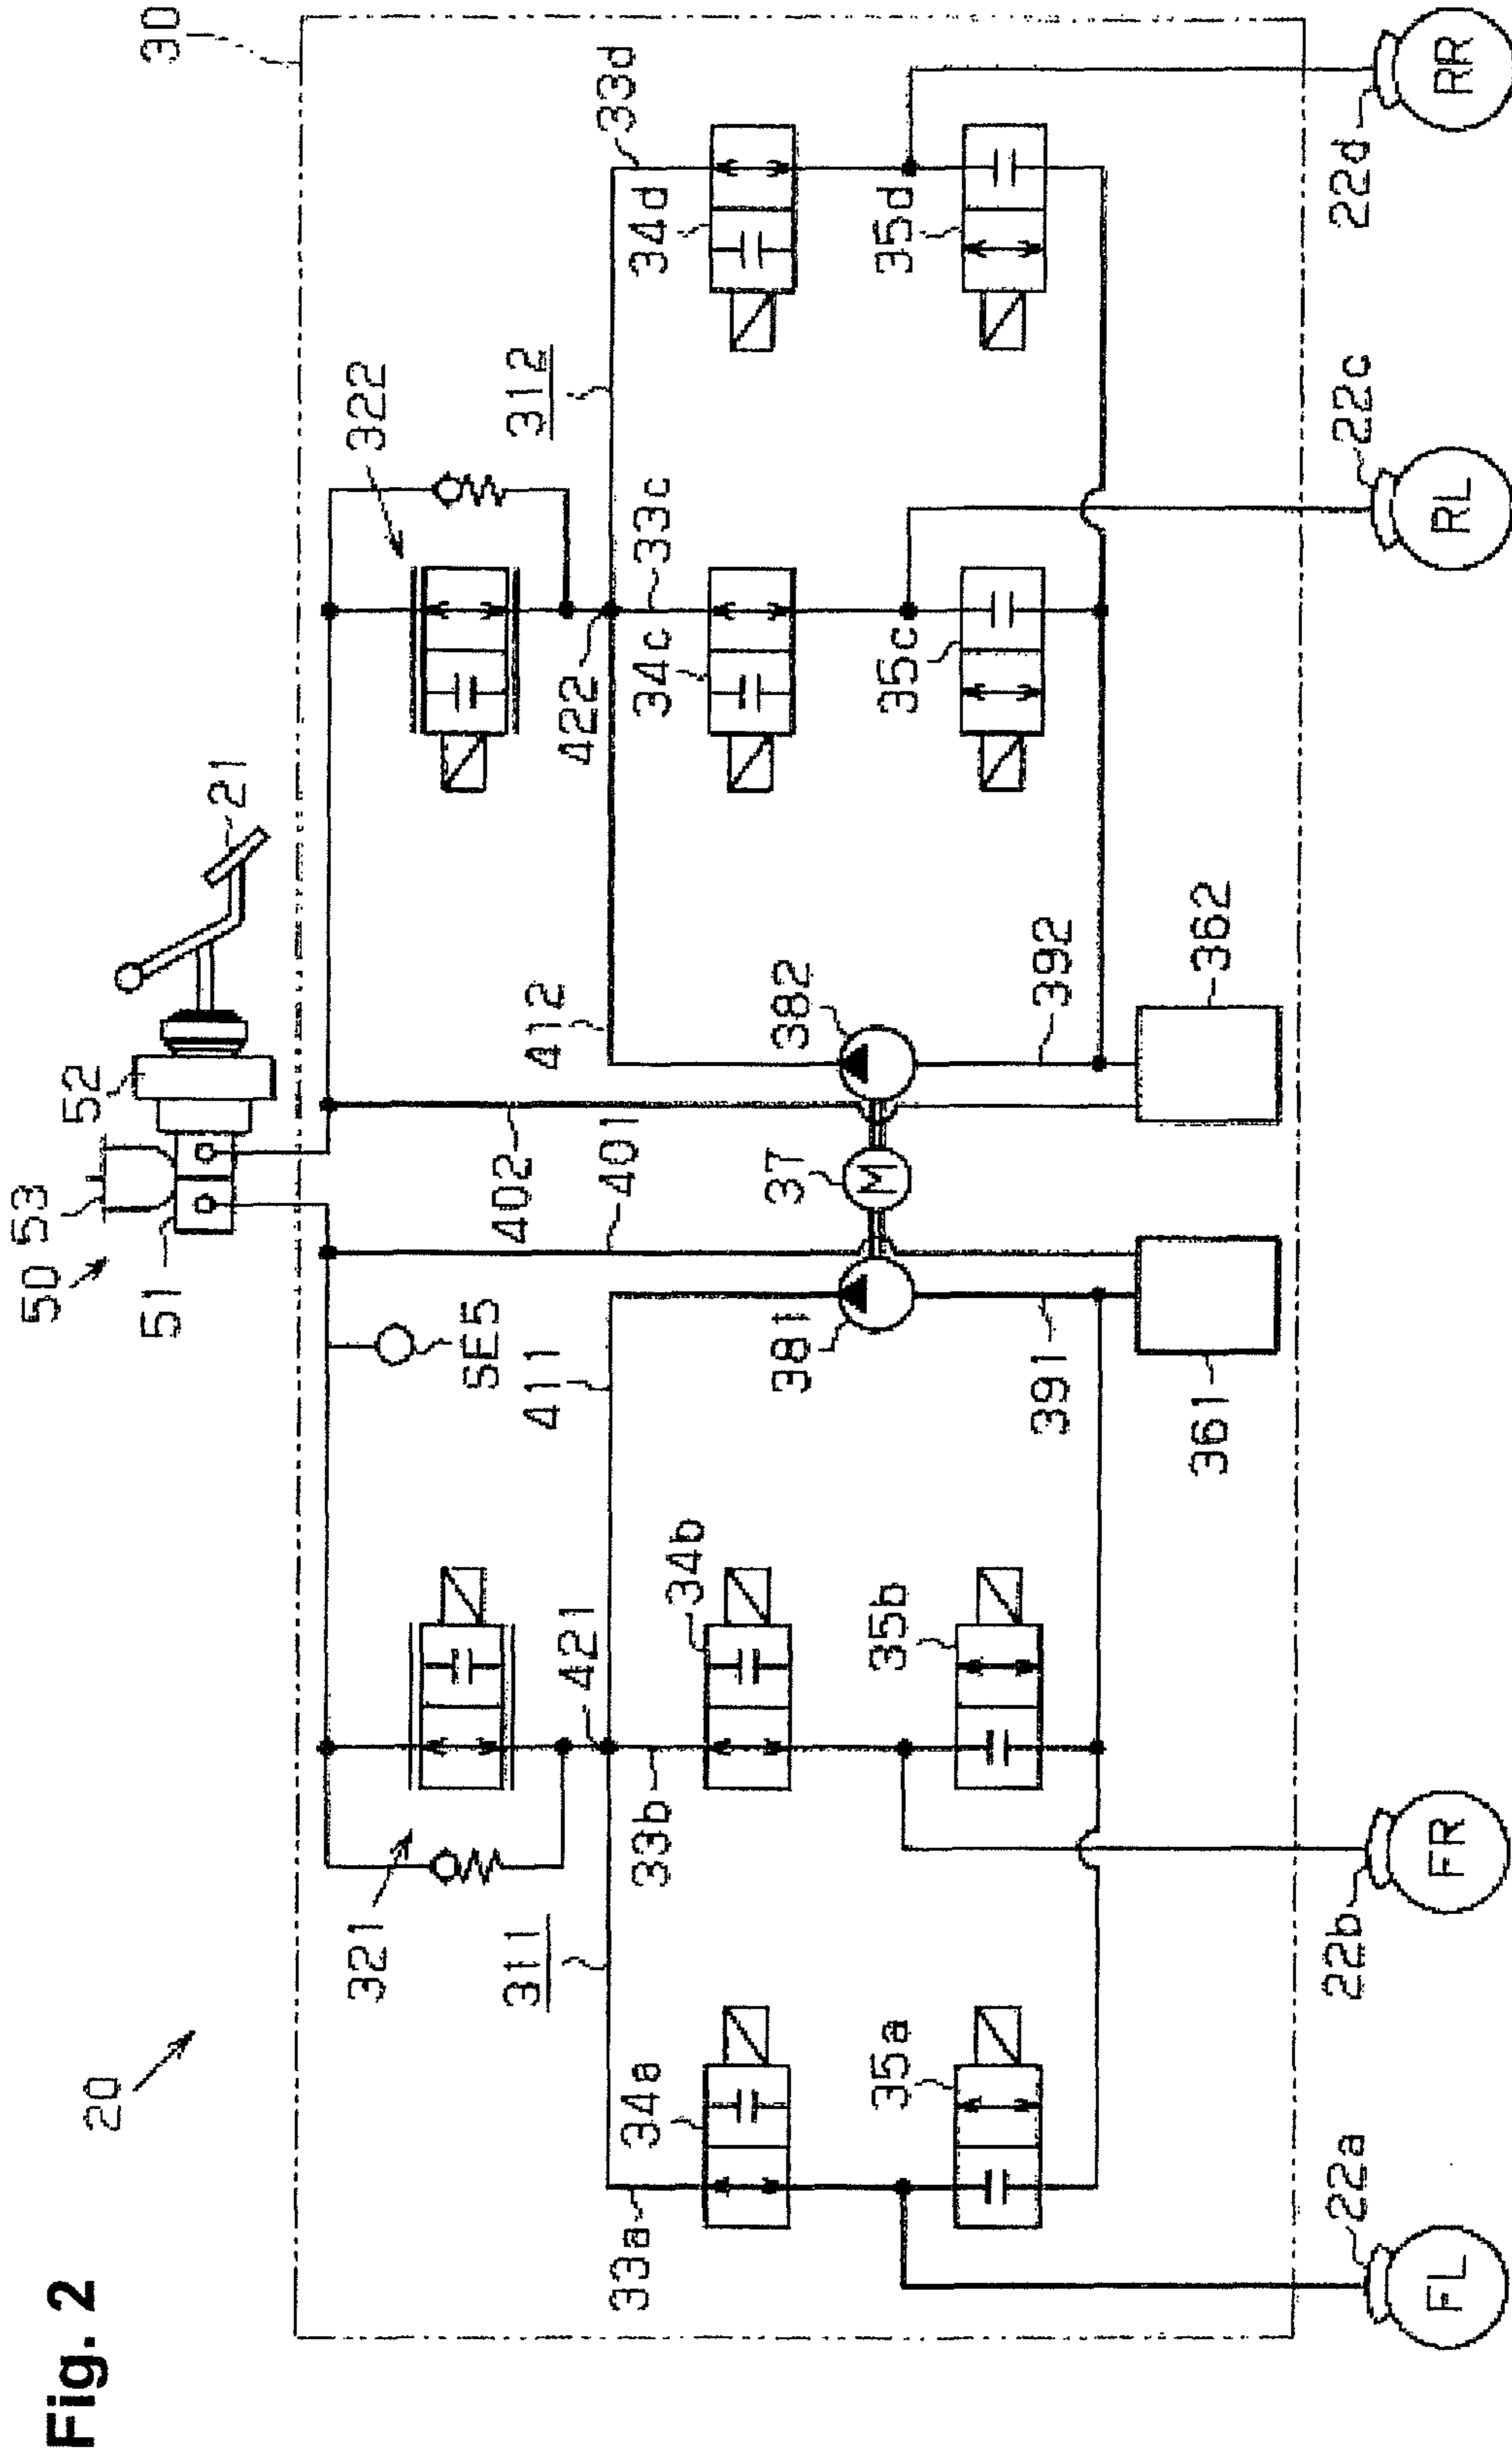 Fig. 2
20
50
53
52
51
21
30
SE5
321
322
402
401
411
412
421
422
311
312
33a
33b
33c
33d
34a
34b
34c
34d
35a
35b
35c
35d
381
37
M
382
391
392
361
362
22a
22b
22c
22d
FL
FR
RL
RR